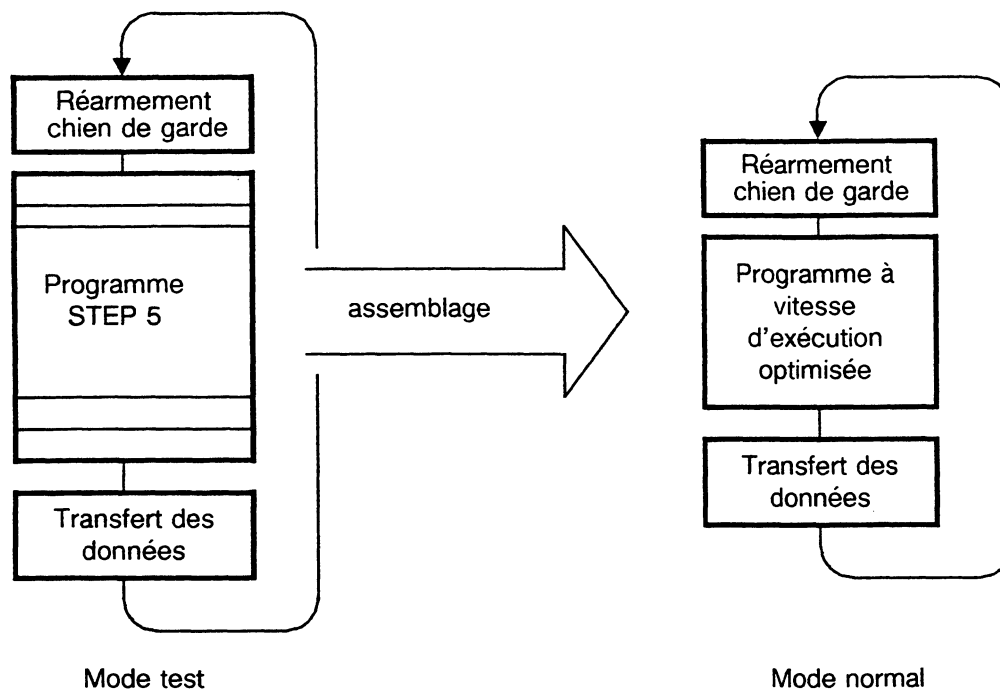 Réarmement
chien de garde
Programme
STEP 5
Transfert des
données
Mode test
assemblage
Réarmement
chien de garde
Programme à
vitesse
d'exécution
optimisée
Transfert des
données
Mode normal